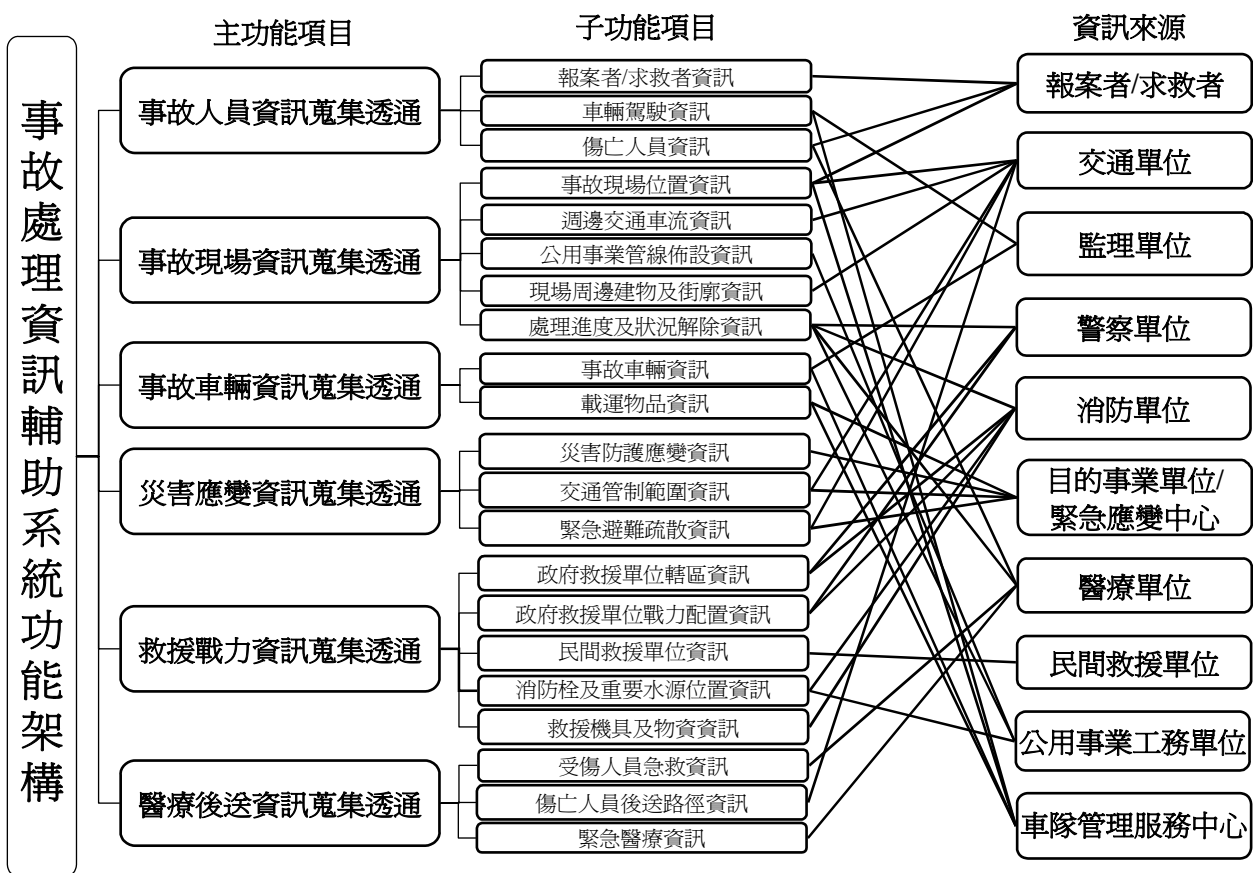 主功能項目
子功能項目
資訊來源
事故處理資訊輔助系統功能架構
事故人員資訊蒐集透通
事故現場資訊蒐集透通
事故車輛資訊蒐集透通
災害應變資訊蒐集透通
救援戰力資訊蒐集透通
醫療後送資訊蒐集透通
報案者/求救者資訊
車輛駕駛資訊
傷亡人員資訊
事故現場位置資訊
週邊交通車流資訊
公用事業管線佈設資訊
現場周邊建物及街廓資訊
處理進度及狀況解除資訊
事故車輛資訊
載運物品資訊
災害防護應變資訊
交通管制範圍資訊
緊急避難疏散資訊
政府救援單位轄區資訊
政府救援單位戰力配置資訊
民間救援單位資訊
消防栓及重要水源位置資訊
救援機具及物資資訊
受傷人員急救資訊
傷亡人員後送路徑資訊
緊急醫療資訊
報案者/求救者
交通單位
監理單位
警察單位
消防單位
目的事業單位/
緊急應變中心
醫療單位
民間救援單位
公用事業工務單位
車隊管理服務中心